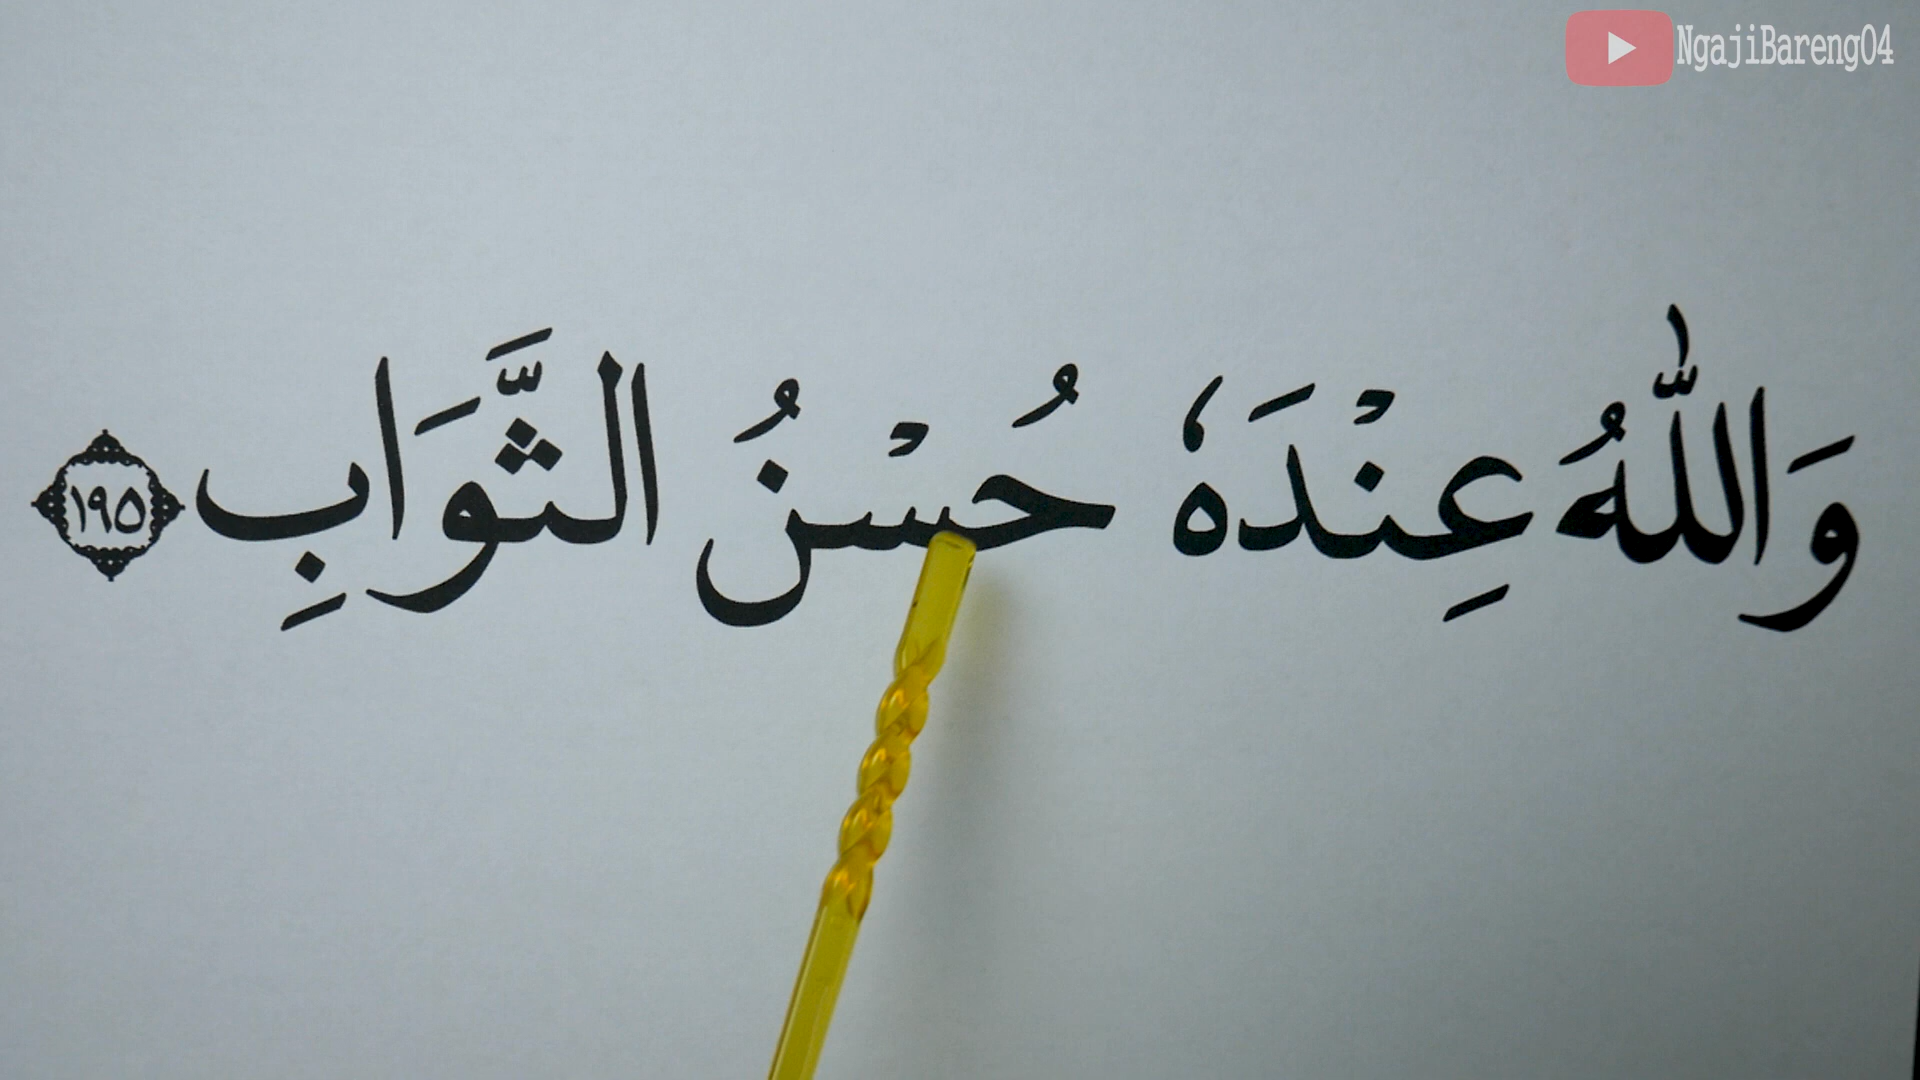 NgajiBareng04
وَاللّٰهُ عِنْدَهٗ حُسْنُ الثَّوَابِ ١٩٥